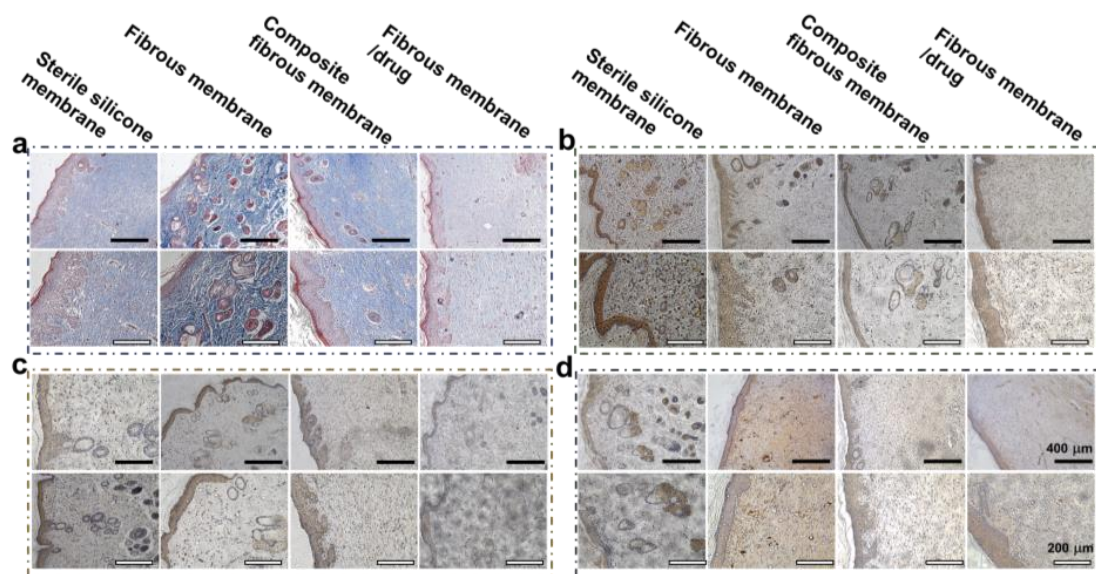 Sterile silicone
membrane
Fibrous membrane
Composite
fibrous membrane
Fibrous membrane
/drug
Sterile silicone
membrane
Fibrous membrane
Composite
fibrous membrane
Fibrous membrane
/drug
a
b
c
d
400 μm
200 μm